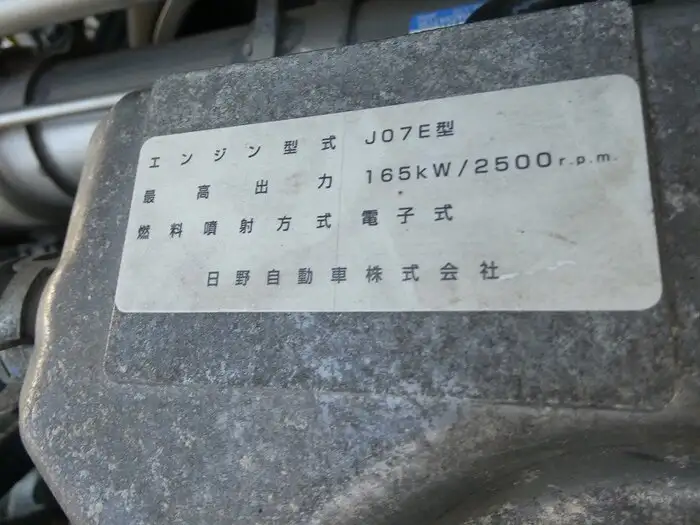 エンジン型式 J07E型
最高出力 165kW/2500r.p.m.
燃料噴射方式 電子式
日野自動車株式会社